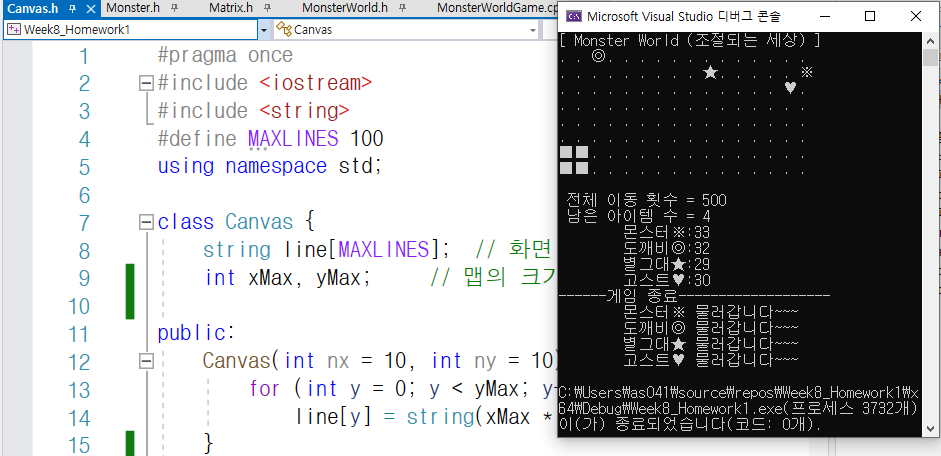 Canvas.h
Monster.h
Matrix.h
MonsterWorld.h
MonsterWorldGame.cp
Week8_Homework1
Canvas
1 #pragma once
2 #include <iostream>
3 #include <string>
4 #define MAXLINES 100
5 using namespace std;
6
7 class Canvas {
8 string line[MAXLINES]; // 화면
9 int xMax, yMax; // 맵의 크기
10
11 public:
12 Canvas(int nx = 10, int ny = 10)
13 for (int y = 0; y < yMax; y
14 line[y] = string(xMax *
15 }
Microsoft Visual Studio 디버그 콘솔
[ Monster World (조절되는 세상) ]
. . ◎ . . . . . . . . . . . . .
. . . . . . . . . ★ . . . . . ※
. . . . . . . . . . . . . . ♥ .
. . . . . . . . . . . . . . . .
. . . . . . . . . . . . . . . .
. . . . . . . . . . . . . . . .
■■. . . . . . . . . . . . . .
■■. . . . . . . . . . . . . .
전체 이동 횟수 = 500
남은 아이템 수 = 4
몬스터※:33
도깨비◎:32
별그대★:29
고스트♥:30
------게임 종료-------------------
몬스터※ 물러갑니다~~~
도깨비◎ 물러갑니다~~~
별그대★ 물러갑니다~~~
고스트♥ 물러갑니다~~~
C:₩Users₩as041₩source₩repos₩Week8_Homework1₩x
64₩Debug₩Week8_Homework1.exe(프로세스 3732개)
이(가) 종료되었습니다(코드: 0개).